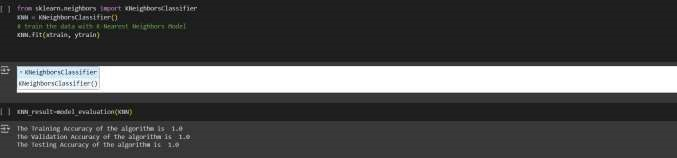 [ ] from sklearn.neighbors import KNeighborsClassifier
KNN = KNeighborsClassifier()
# train the data with K-Nearest Neighbors Model
KNN.fit(xtrain, ytrain)
KNeighborsClassifier
KNeighborsClassifier()
[ ] KNN_result=model_evaluation(KNN)
The Training Accuracy of the algorithm is 1.0
The Validation Accuracy of the algorithm is 1.0
The Testing Accuracy of the algorithm is 1.0